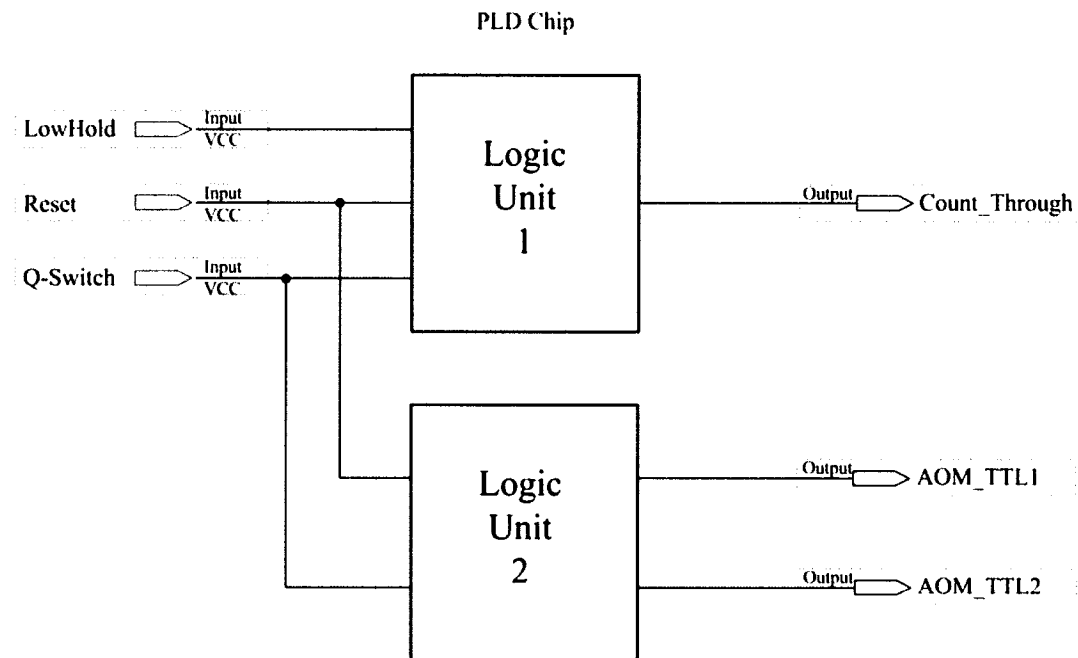 PLD Chip
LowHold
Input
VCC
Reset
Input
VCC
Q-Switch
Input
VCC
Logic
Unit
1
Output
Count_Through
Logic
Unit
2
Output
AOM_TTL1
Output
AOM_TTL2